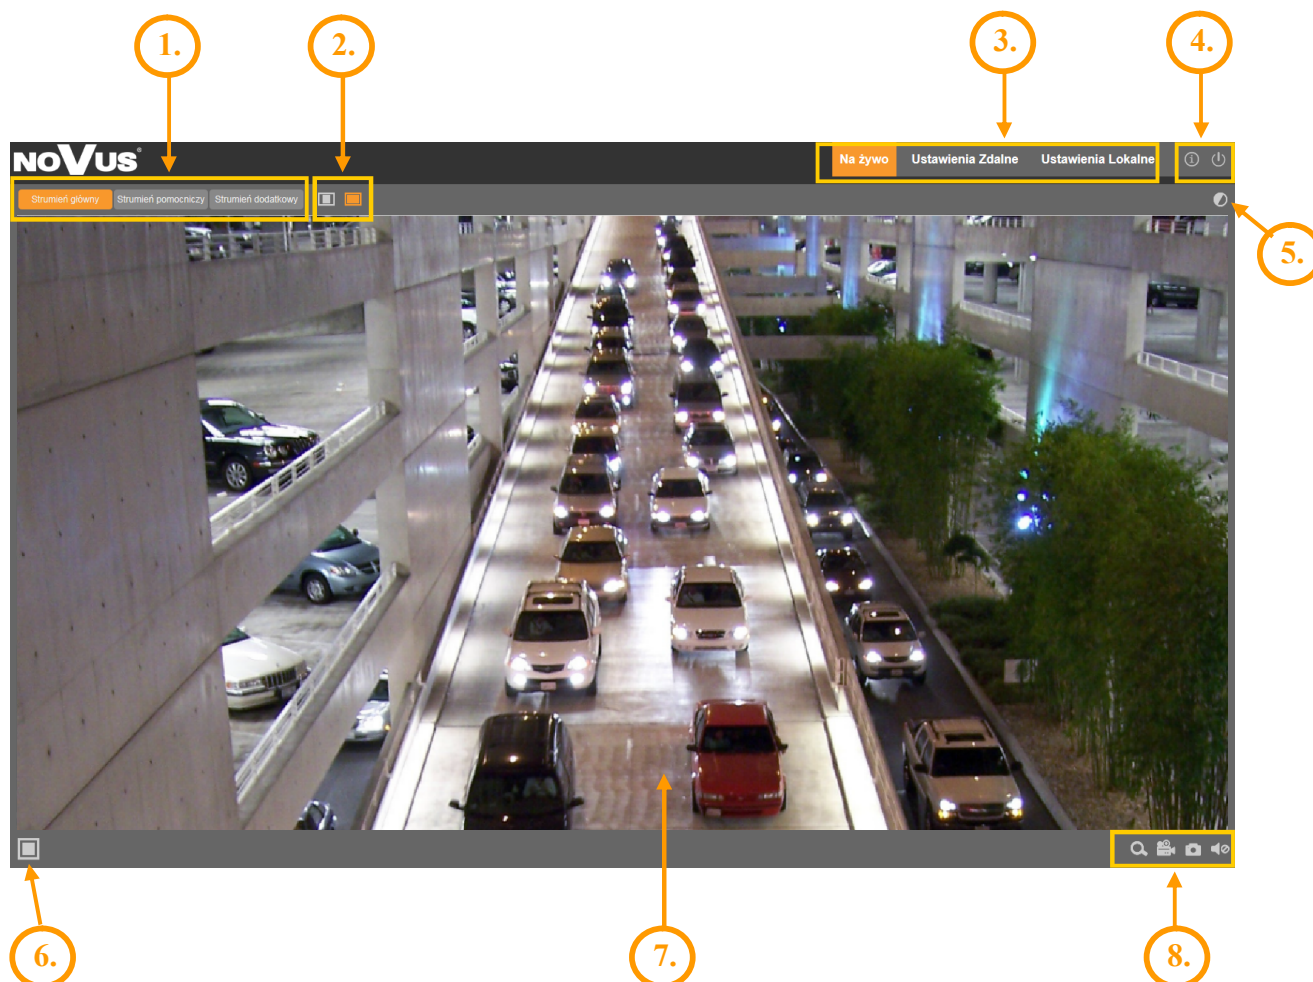 1.
2.
3.
4.
NOVUS®
Na żywo Ustawienia Zdalne Ustawienia Lokalne
Strumień główny Strumień pomocniczy Strumień dodatkowy
5.
6.
7.
8.